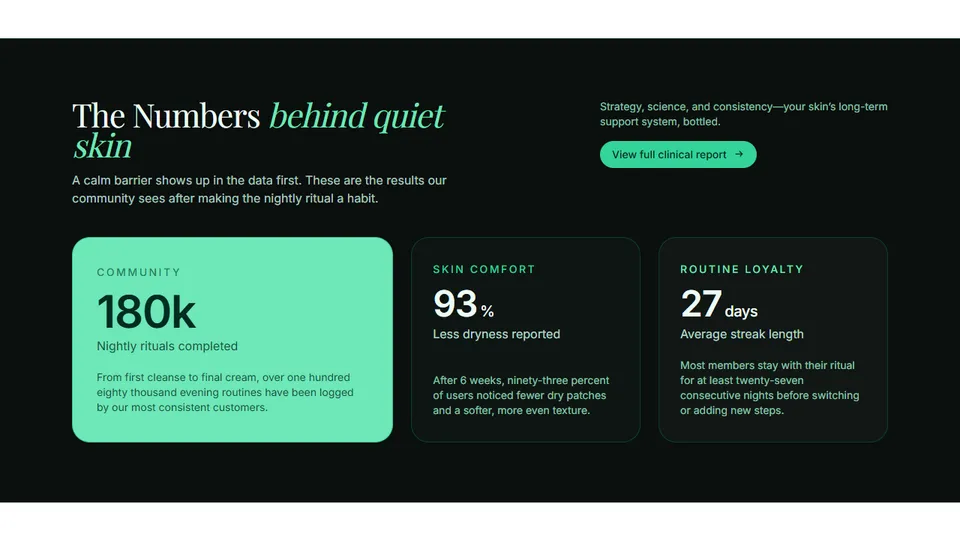 The Numbers behind quiet
skin
A calm barrier shows up in the data first. These are the results our
community sees after making the nightly ritual a habit.
Strategy, science, and consistency—your skin’s long-term
support system, bottled.
View full clinical report →
COMMUNITY
180k
Nightly rituals completed
From first cleanse to final cream, over one hundred
eighty thousand evening routines have been logged
by our most consistent customers.
SKIN COMFORT
93 %
Less dryness reported
After 6 weeks, ninety-three percent
of users noticed fewer dry patches
and a softer, more even texture.
ROUTINE LOYALTY
27 days
Average streak length
Most members stay with their ritual
for at least twenty-seven
consecutive nights before switching
or adding new steps.